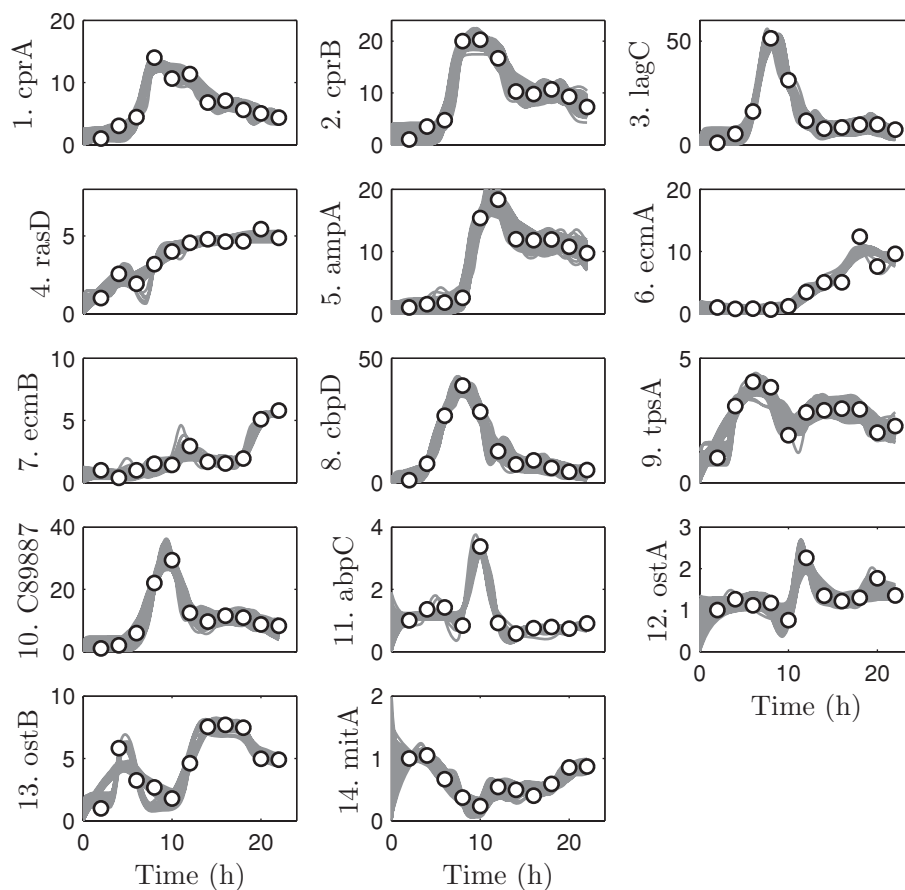 20
10
0
1. cprA
20
10
0
2. cprB
50
0
3. lagC
5
0
4. rasD
20
10
0
5. ampA
20
10
0
6. ecmA
10
5
0
7. ecmB
50
0
8. cbpD
5
0
9. tpsA
40
20
0
10. C89887
4
2
0
11. abpC
3
2
1
0
12. ostA
0 10 20
Time (h)
10
5
0
13. ostB
0 10 20
Time (h)
2
1
0
14. mitA
0 10 20
Time (h)